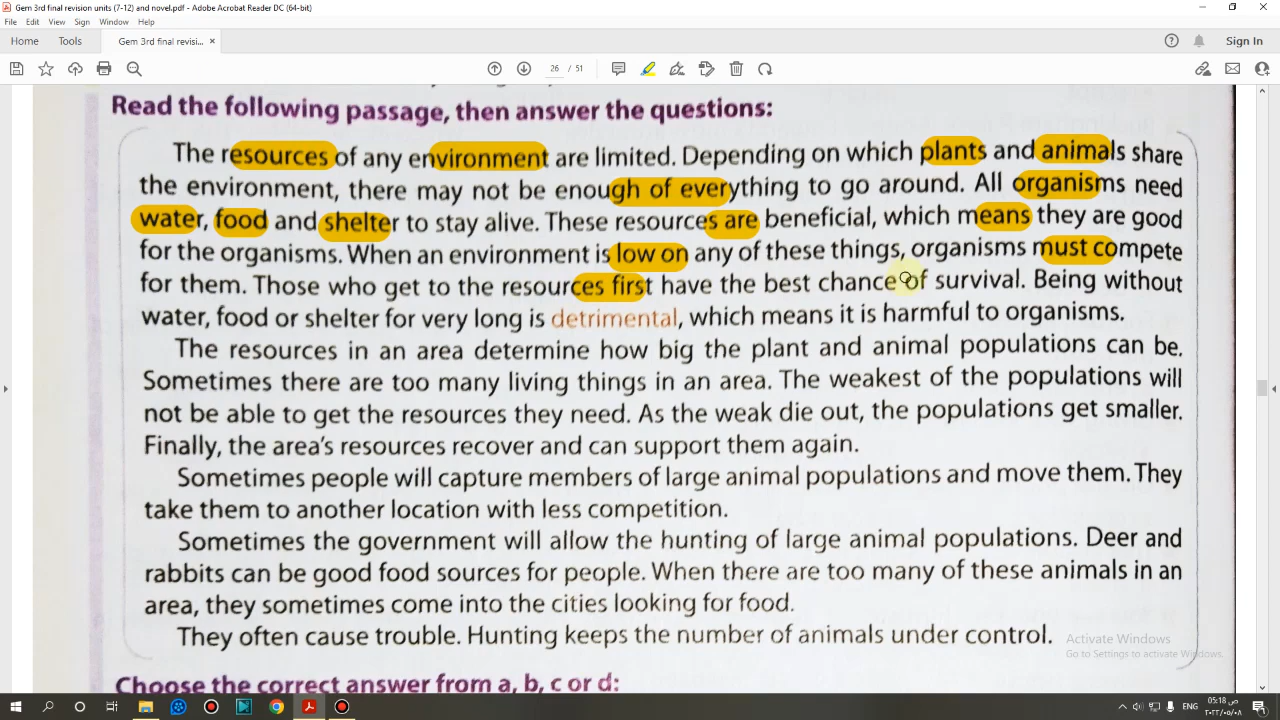 Gem 3rd final revision units (7-12) and novel.pdf - Adobe Acrobat Reader DC (64-bit)
File Edit View Sign Window Help
Home Tools Gem 3rd final revisi... × Sign In
26 / 51
Read the following passage, then answer the questions:
The resources of any environment are limited. Depending on which plants and animals share
the environment, there may not be enough of everything to go around. All organisms need
water, food and shelter to stay alive. These resources are beneficial, which means they are good
for the organisms. When an environment is low on any of these things, organisms must compete
for them. Those who get to the resources first have the best chance of survival. Being without
water, food or shelter for very long is detrimental, which means it is harmful to organisms.
The resources in an area determine how big the plant and animal populations can be.
Sometimes there are too many living things in an area. The weakest of the populations will
not be able to get the resources they need. As the weak die out, the populations get smaller.
Finally, the area's resources recover and can support them again.
Sometimes people will capture members of large animal populations and move them. They
take them to another location with less competition.
Sometimes the government will allow the hunting of large animal populations. Deer and
rabbits can be good food sources for people. When there are too many of these animals in an
area, they sometimes come into the cities looking for food.
They often cause trouble. Hunting keeps the number of animals under control.
Activate Windows
Go to Settings to activate Windows.
Choose the correct answer from a, b, c or d:
ENG
05:18 ص
٢٠٢٢/٠٥/٠٨